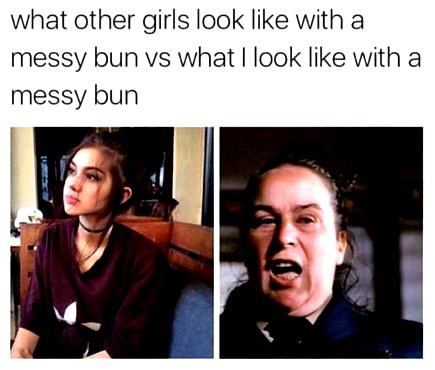 what other girls look like with a
messy bun vs what I look like with a
messy bun